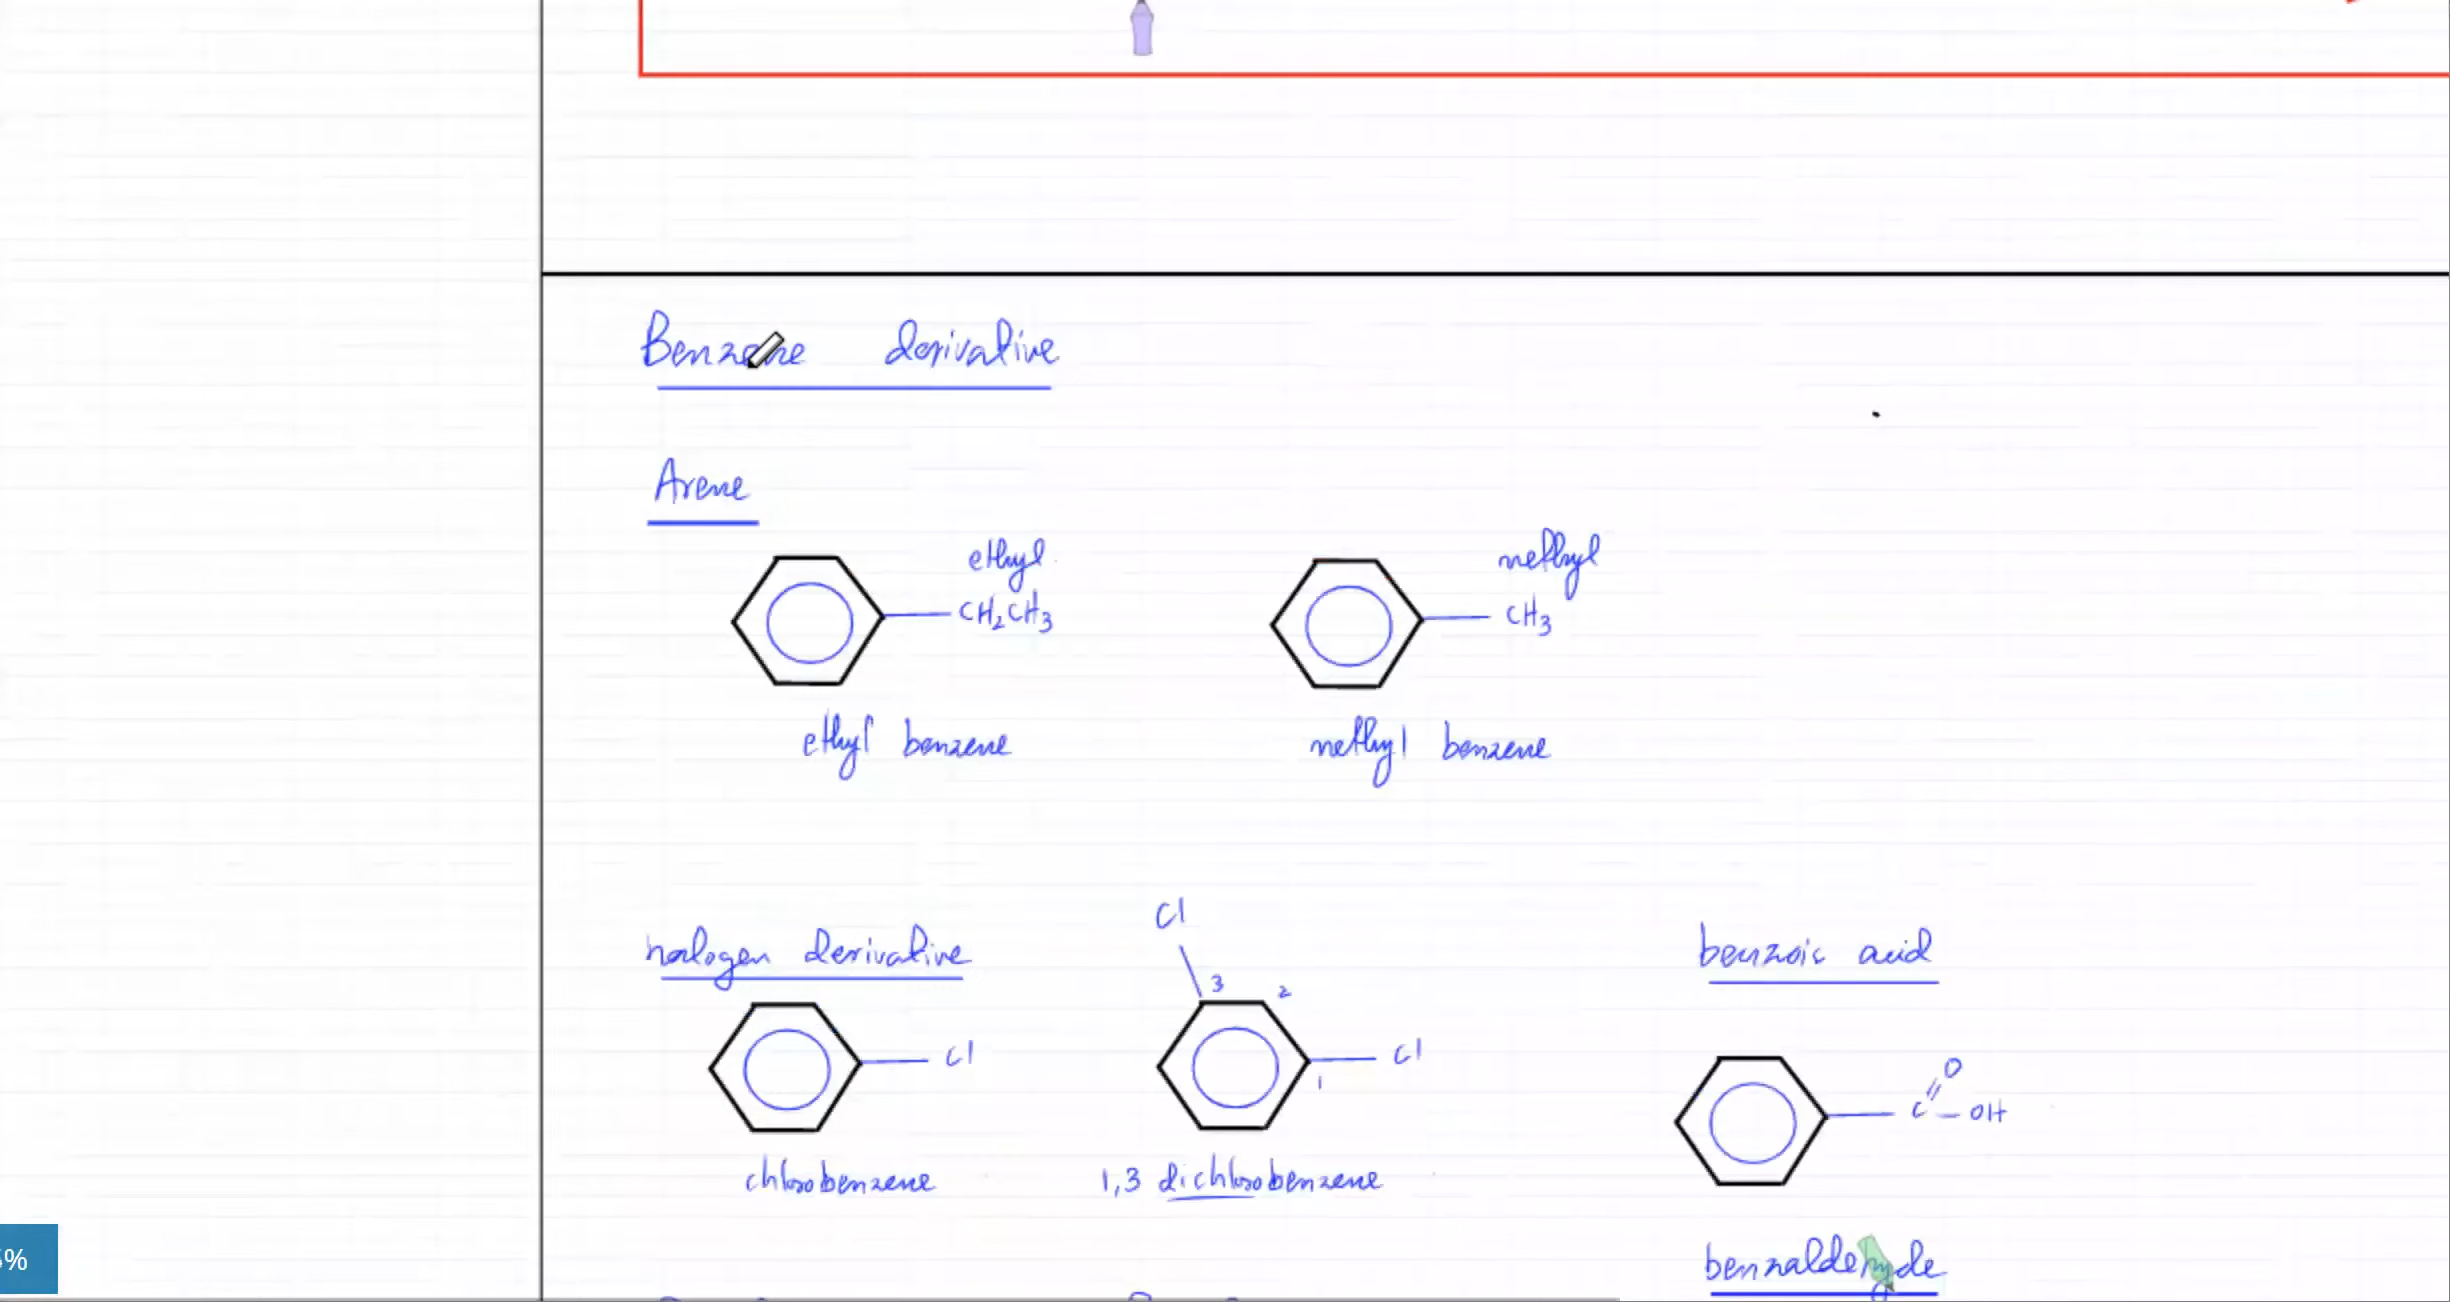 Benzene derivative
Arene
ethyl
CH2CH3
ethyl benzene
methyl
CH3
methyl benzene
halogen derivative
Cl
chlorobenzene
Cl
3 2
Cl
1
1,3 dichlorobenzene
benzoic acid
O
C - OH
benzaldehyde
%